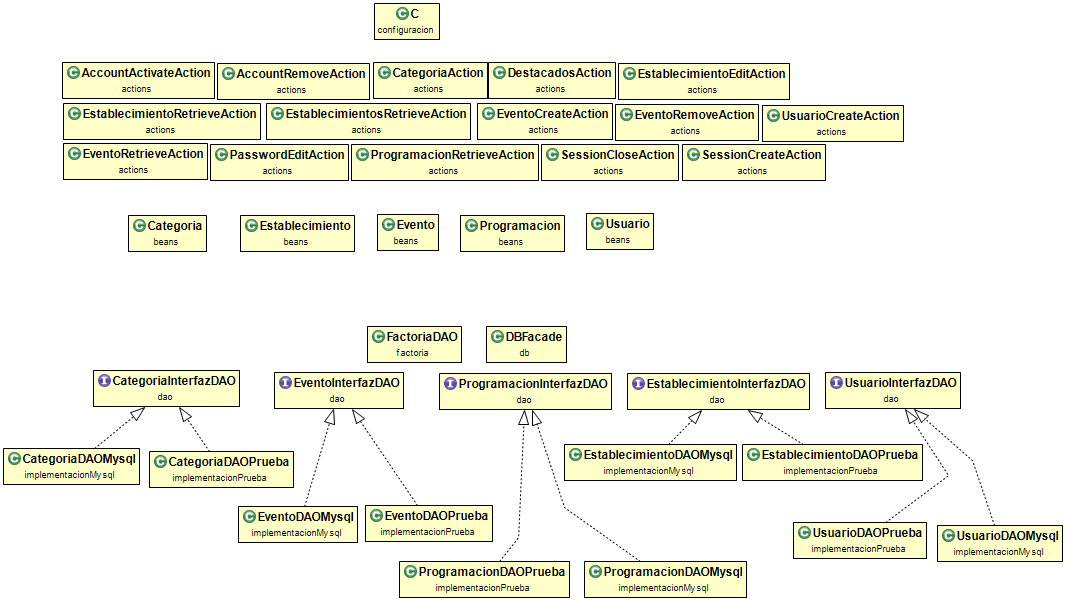 C
configuracion
AccountActivateAction
actions
AccountRemoveAction
actions
CategoriaAction
actions
DestacadosAction
actions
EstablecimientoEditAction
actions
EstablecimientoRetrieveAction
actions
EstablecimientosRetrieveAction
actions
EventoCreateAction
actions
EventoRemoveAction
actions
UsuarioCreateAction
actions
EventoRetrieveAction
actions
PasswordEditAction
actions
ProgramacionRetrieveAction
actions
SessionCloseAction
actions
SessionCreateAction
actions
Categoria
beans
Establecimiento
beans
Evento
beans
Programacion
beans
Usuario
beans
FactoriaDAO
factoria
DBFacade
db
CategoriaInterfazDAO
dao
EventoInterfazDAO
dao
ProgramacionInterfazDAO
dao
EstablecimientoInterfazDAO
dao
UsuarioInterfazDAO
dao
CategoriaDAOMysql
implementacionMysql
CategoriaDAOPrueba
implementacionPrueba
EstablecimientoDAOMysql
implementacionMysql
EstablecimientoDAOPrueba
implementacionPrueba
EventoDAOMysql
implementacionMysql
EventoDAOPrueba
implementacionPrueba
UsuarioDAOPrueba
implementacionPrueba
UsuarioDAOMysql
implementacionMysql
ProgramacionDAOPrueba
implementacionPrueba
ProgramacionDAOMysql
implementacionMysql